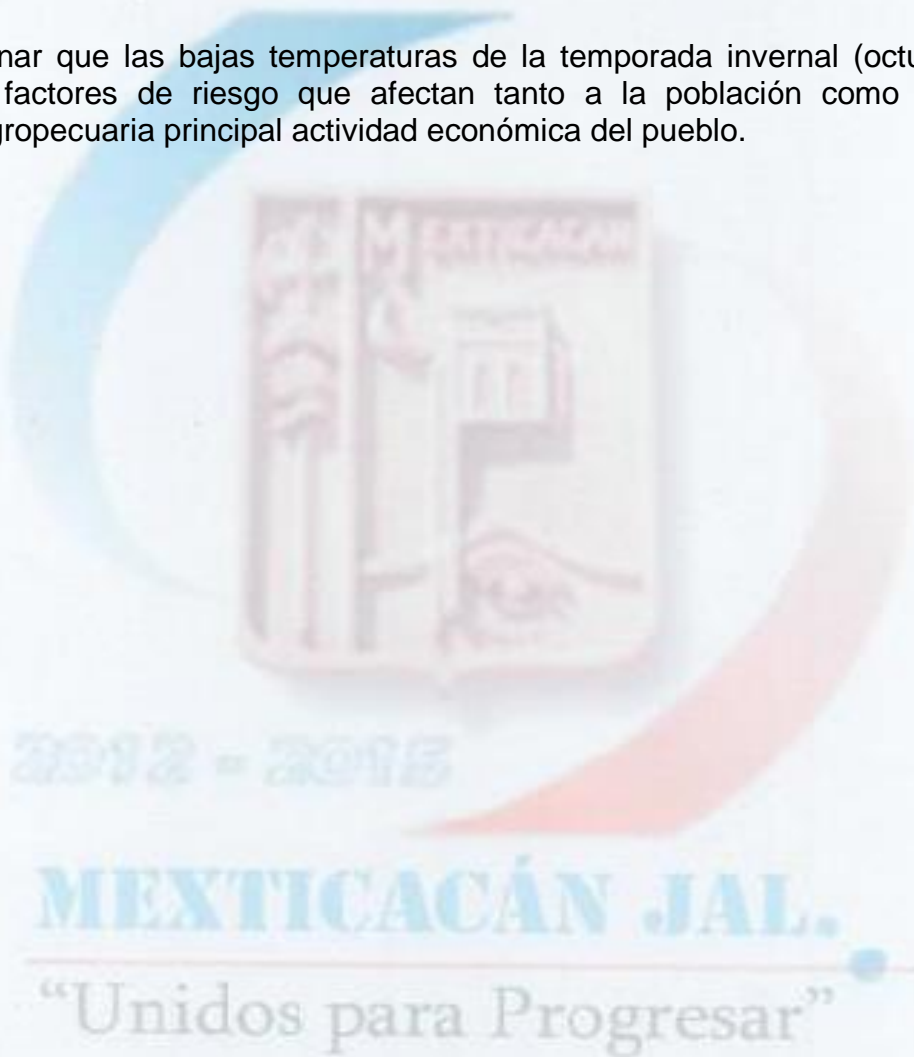 nar que las bajas temperaturas de la temporada invernal (octu
factores de riesgo que afectan tanto a la población como
gropecuaria principal actividad económica del pueblo.
MEXTICACAN
2012 - 2015
MEXTICACÁN JAL.
“Unidos para Progresar”